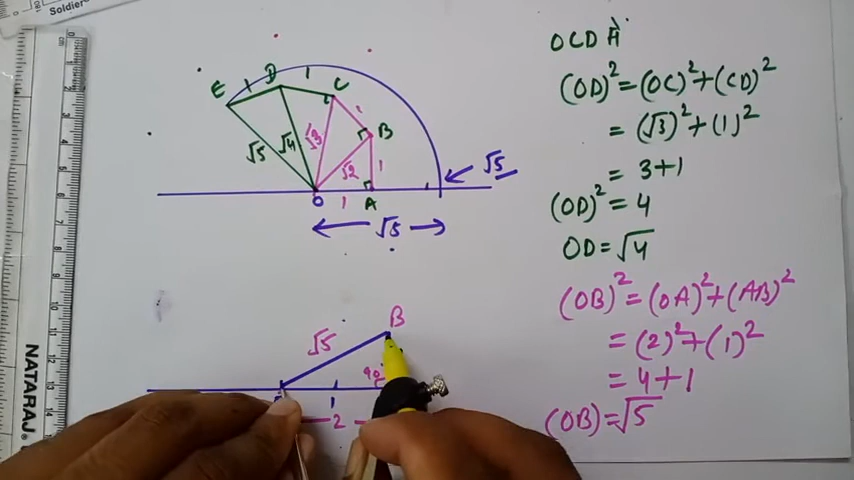 Soldier
OCD
(OD)²=(OC)²+(CD)²
= (√3)²+(1)²
= 3+1
(OD)²= 4
OD=√4
(OB)²=(OA)²+(AB)²
= (2)²+(1)²
= 4+1
(OB)=√5
E 1 D 1 C
1
B
√5 √4 √3 √2 1
√5
O 1 A
√5
B
√5
90
1
2
NATARAJ